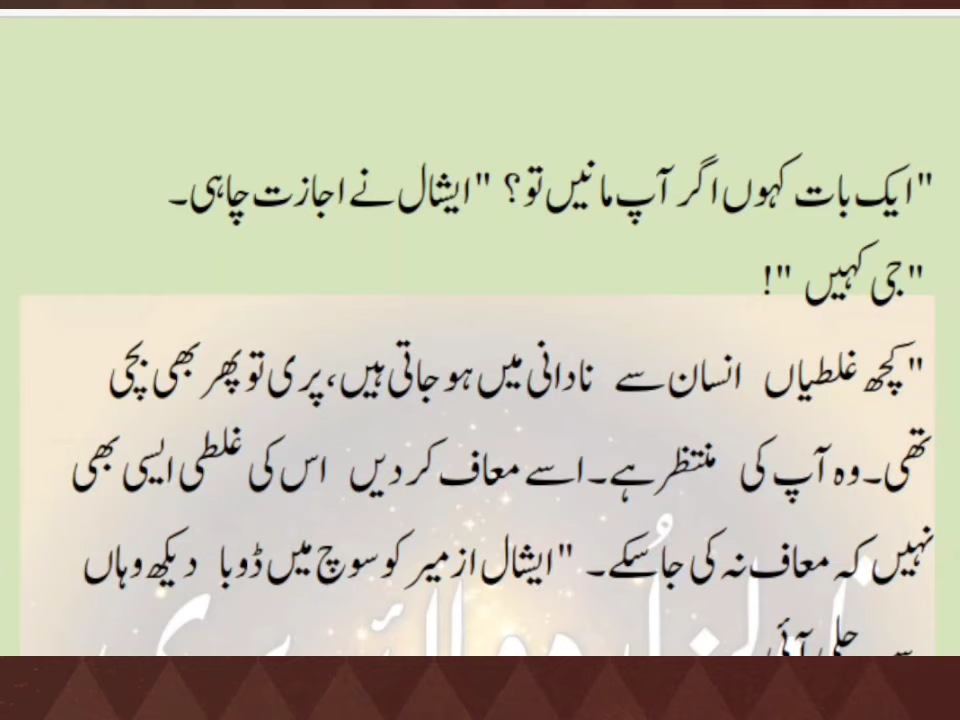 "ایک بات کہوں اگر آپ مانیں تو؟ "ایشال نے اجازت چاہی۔
"جی کہیں "!
"کچھ غلطیاں انسان سے نادانی میں ہو جاتی ہیں، پری تو پھر بھی بچی
تھی۔ وہ آپ کی منتظر ہے۔ اسے معاف کر دیں اس کی غلطی ایسی بھی
نہیں کہ معاف نہ کی جا سکے۔ "ایشال ازمیر کو سوچ میں ڈوبا دیکھ وہاں
سے چلی آئی